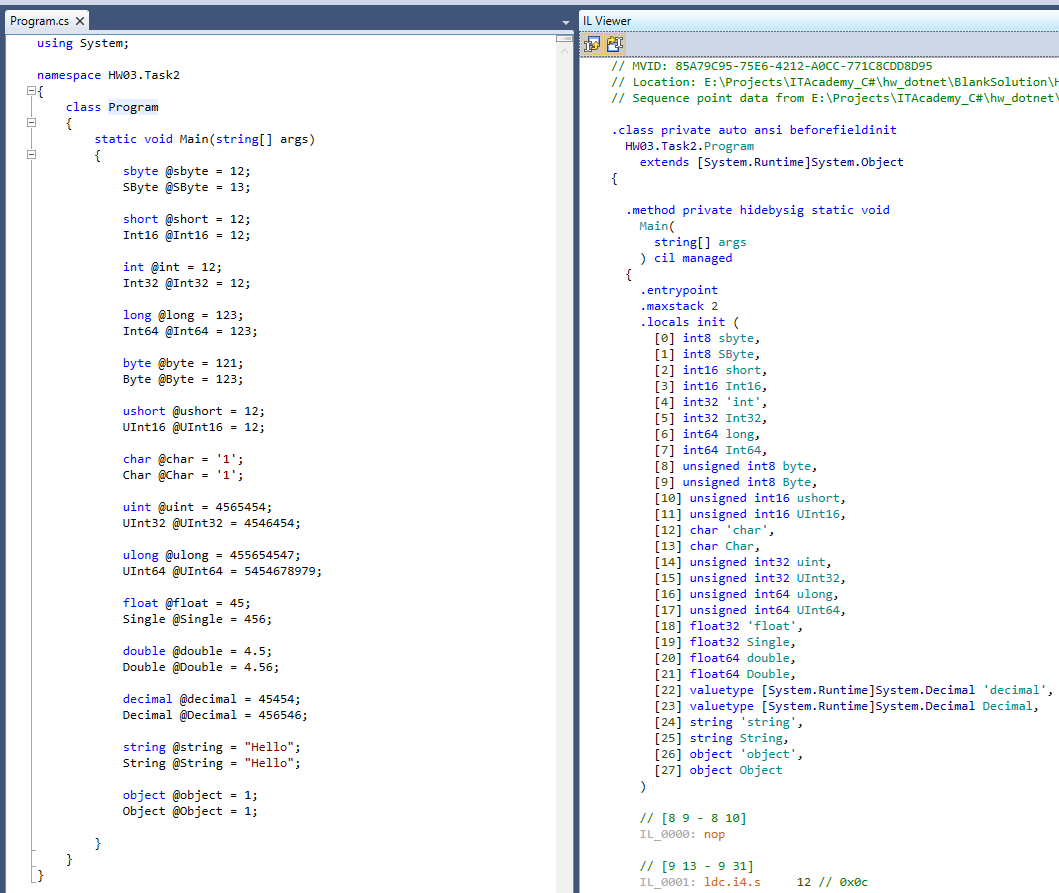 Program.cs
using System;
namespace HW03.Task2
{
class Program
{
static void Main(string[] args)
{
sbyte @sbyte = 12;
SByte @SByte = 13;
short @short = 12;
Int16 @Int16 = 12;
int @int = 12;
Int32 @Int32 = 12;
long @long = 123;
Int64 @Int64 = 123;
byte @byte = 121;
Byte @Byte = 123;
ushort @ushort = 12;
UInt16 @UInt16 = 12;
char @char = '1';
Char @Char = '1';
uint @uint = 4565454;
UInt32 @UInt32 = 4546454;
ulong @ulong = 455654547;
UInt64 @UInt64 = 5454678979;
float @float = 45;
Single @Single = 456;
double @double = 4.5;
Double @Double = 4.56;
decimal @decimal = 45454;
Decimal @Decimal = 456546;
string @string = "Hello";
String @String = "Hello";
object @object = 1;
Object @Object = 1;
}
}
}
IL Viewer
// MVID: 85A79C95-75E6-4212-A0CC-771C8CDD8D95
// Location: E:\Projects\ITAcademy_C#\hw_dotnet\BlankSolution\H
// Sequence point data from E:\Projects\ITAcademy_C#\hw_dotnet\
.class private auto ansi beforefieldinit
HW03.Task2.Program
extends [System.Runtime]System.Object
{
.method private hidebysig static void
Main(
string[] args
) cil managed
{
.entrypoint
.maxstack 2
.locals init (
[0] int8 sbyte,
[1] int8 SByte,
[2] int16 short,
[3] int16 Int16,
[4] int32 'int',
[5] int32 Int32,
[6] int64 long,
[7] int64 Int64,
[8] unsigned int8 byte,
[9] unsigned int8 Byte,
[10] unsigned int16 ushort,
[11] unsigned int16 UInt16,
[12] char 'char',
[13] char Char,
[14] unsigned int32 uint,
[15] unsigned int32 UInt32,
[16] unsigned int64 ulong,
[17] unsigned int64 UInt64,
[18] float32 'float',
[19] float32 Single,
[20] float64 double,
[21] float64 Double,
[22] valuetype [System.Runtime]System.Decimal 'decimal',
[23] valuetype [System.Runtime]System.Decimal Decimal,
[24] string 'string',
[25] string String,
[26] object 'object',
[27] object Object
)
// [8 9 - 8 10]
IL_0000: nop
// [9 13 - 9 31]
IL_0001: ldc.i4.s 12 // 0x0c